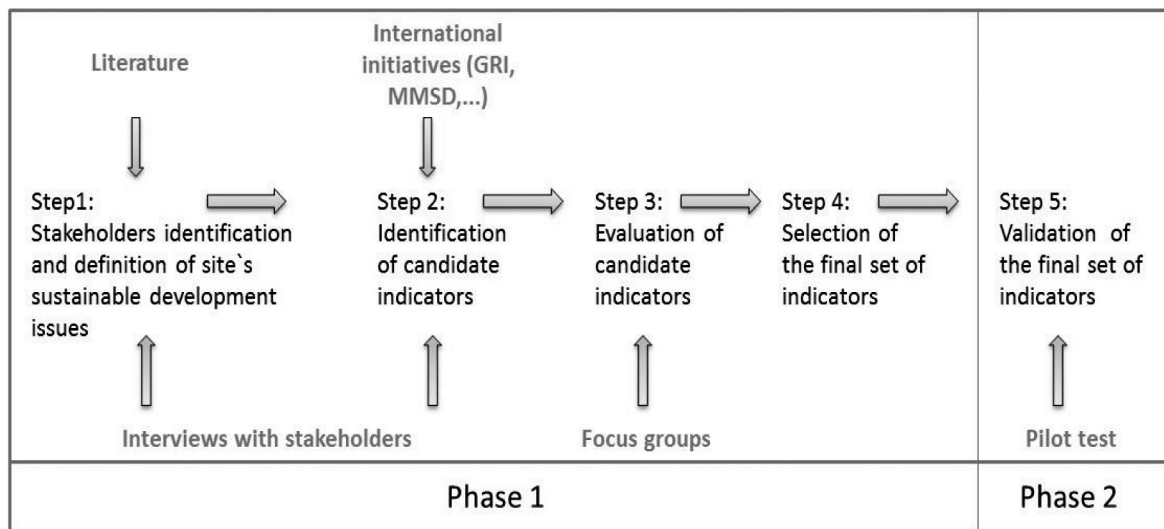 Literature
International
initiatives (GRI,
MMSD,...)
Step1:
Stakeholders identification
and definition of site`s
sustainable development
issues
Step 2:
Identification
of candidate
indicators
Step 3:
Evaluation of
candidate
indicators
Step 4:
Selection of
the final set of
indicators
Step 5:
Validation of
the final set of
indicators
Interviews with stakeholders
Focus groups
Pilot test
Phase 1
Phase 2